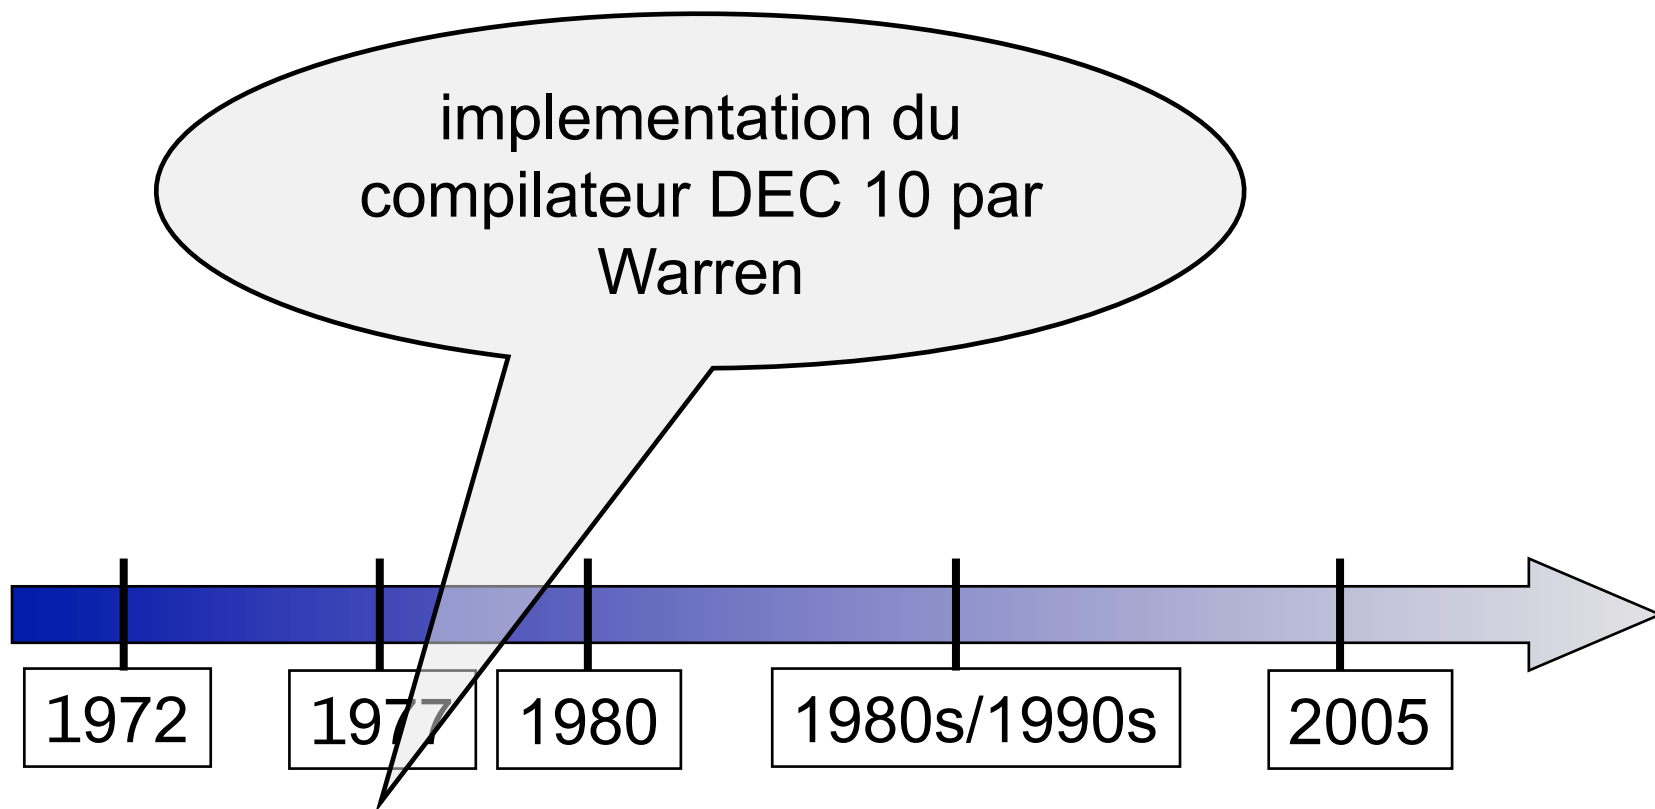 implementation du
compilateur DEC 10 par
Warren
1972
1977
1980
1980s/1990s
2005